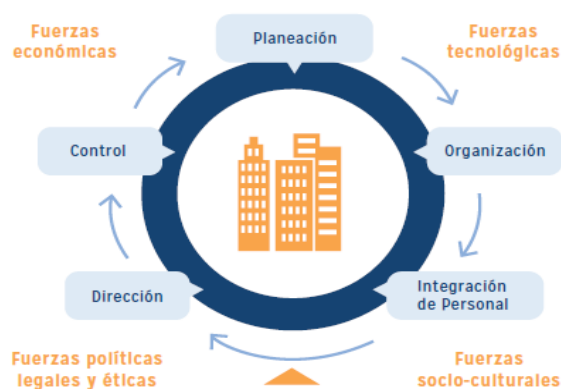 Fuerzas
económicas
Planeación
Fuerzas
tecnológicas
Control
Organización
Dirección
Integración
de Personal
Fuerzas políticas
legales y éticas
Fuerzas
socio-culturales